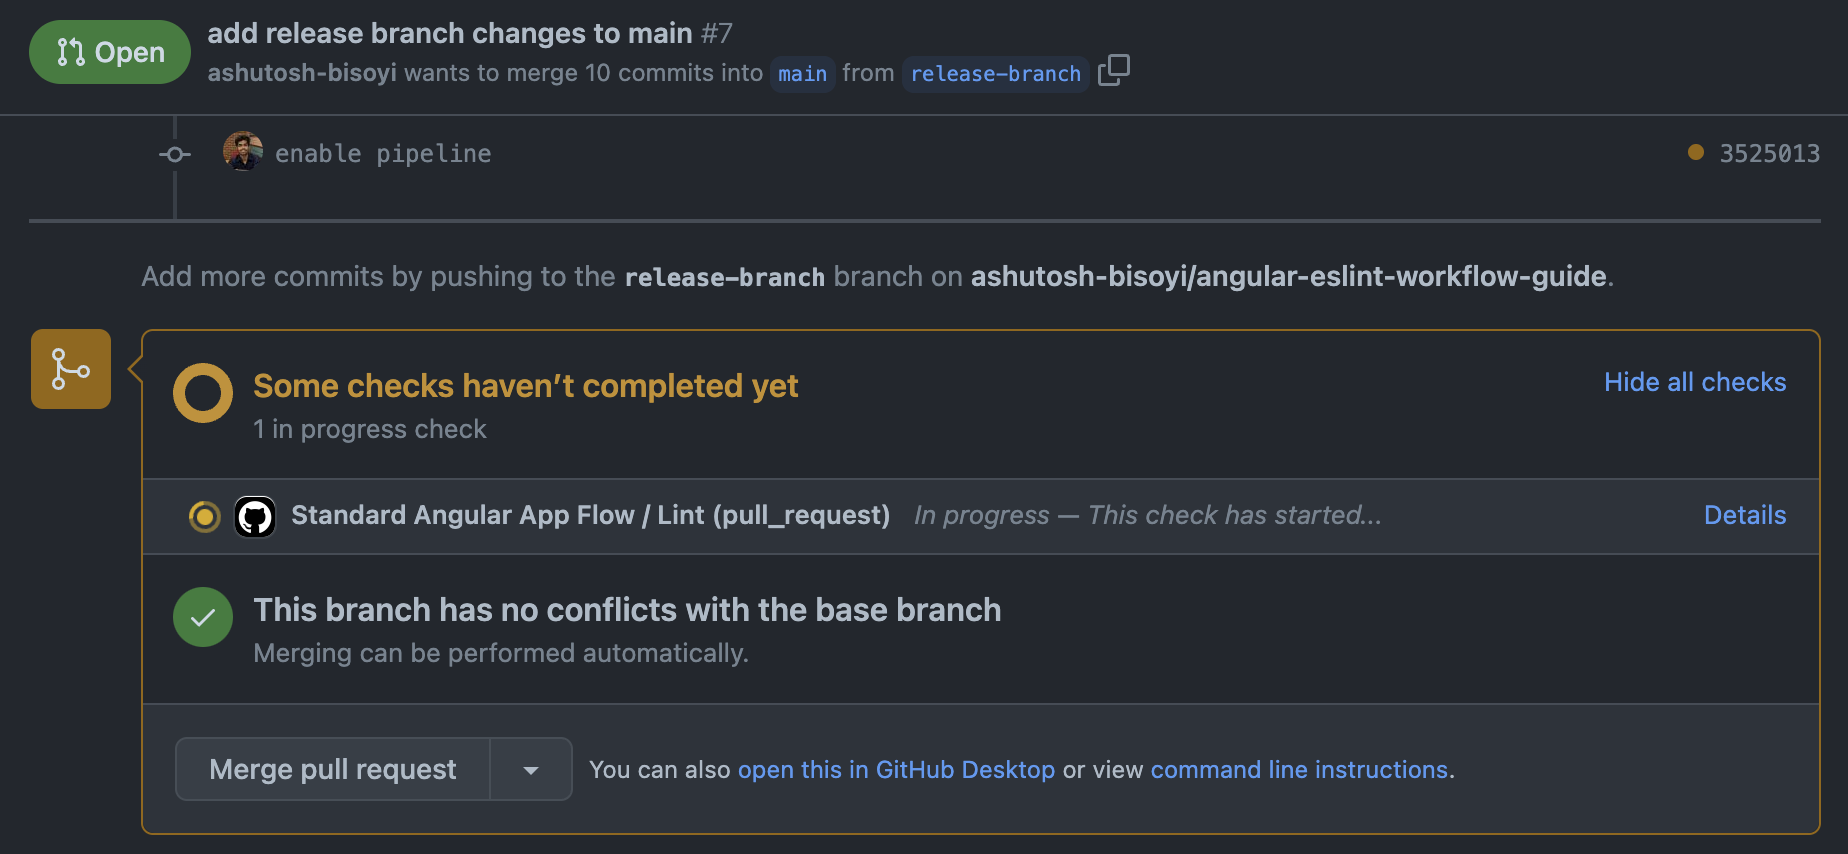 Open
add release branch changes to main #7
ashutosh-bisoyi wants to merge 10 commits into main from release-branch
enable pipeline 3525013
Add more commits by pushing to the release-branch branch on ashutosh-bisoyi/angular-eslint-workflow-guide.
Some checks haven’t completed yet
Hide all checks
1 in progress check
Standard Angular App Flow / Lint (pull_request) In progress — This check has started... Details
This branch has no conflicts with the base branch
Merging can be performed automatically.
Merge pull request You can also open this in GitHub Desktop or view command line instructions.